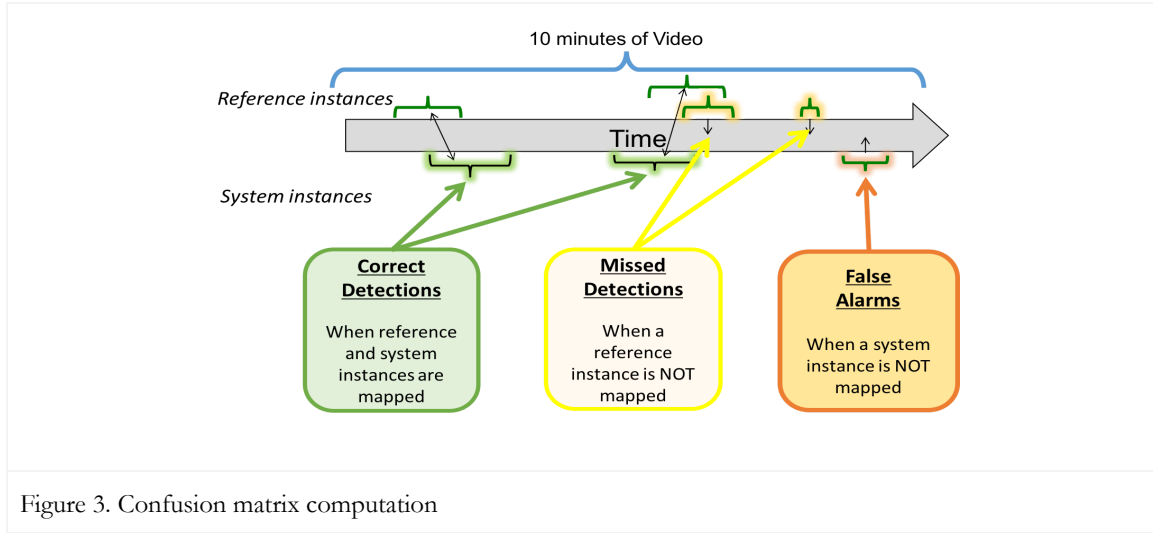 10 minutes of Video
Reference instances
Time
System instances
Correct
Detections
When reference
and system
instances are
mapped
Missed
Detections
When a
reference
instance is NOT
mapped
False
Alarms
When a system
instance is NOT
mapped
Figure 3. Confusion matrix computation